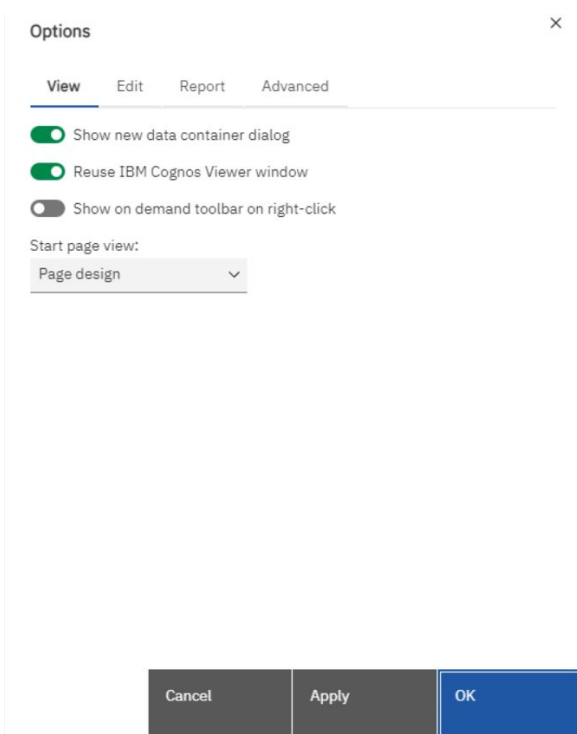 Options
View Edit Report Advanced
Show new data container dialog
Reuse IBM Cognos Viewer window
Show on demand toolbar on right-click
Start page view:
Page design
Cancel Apply OK